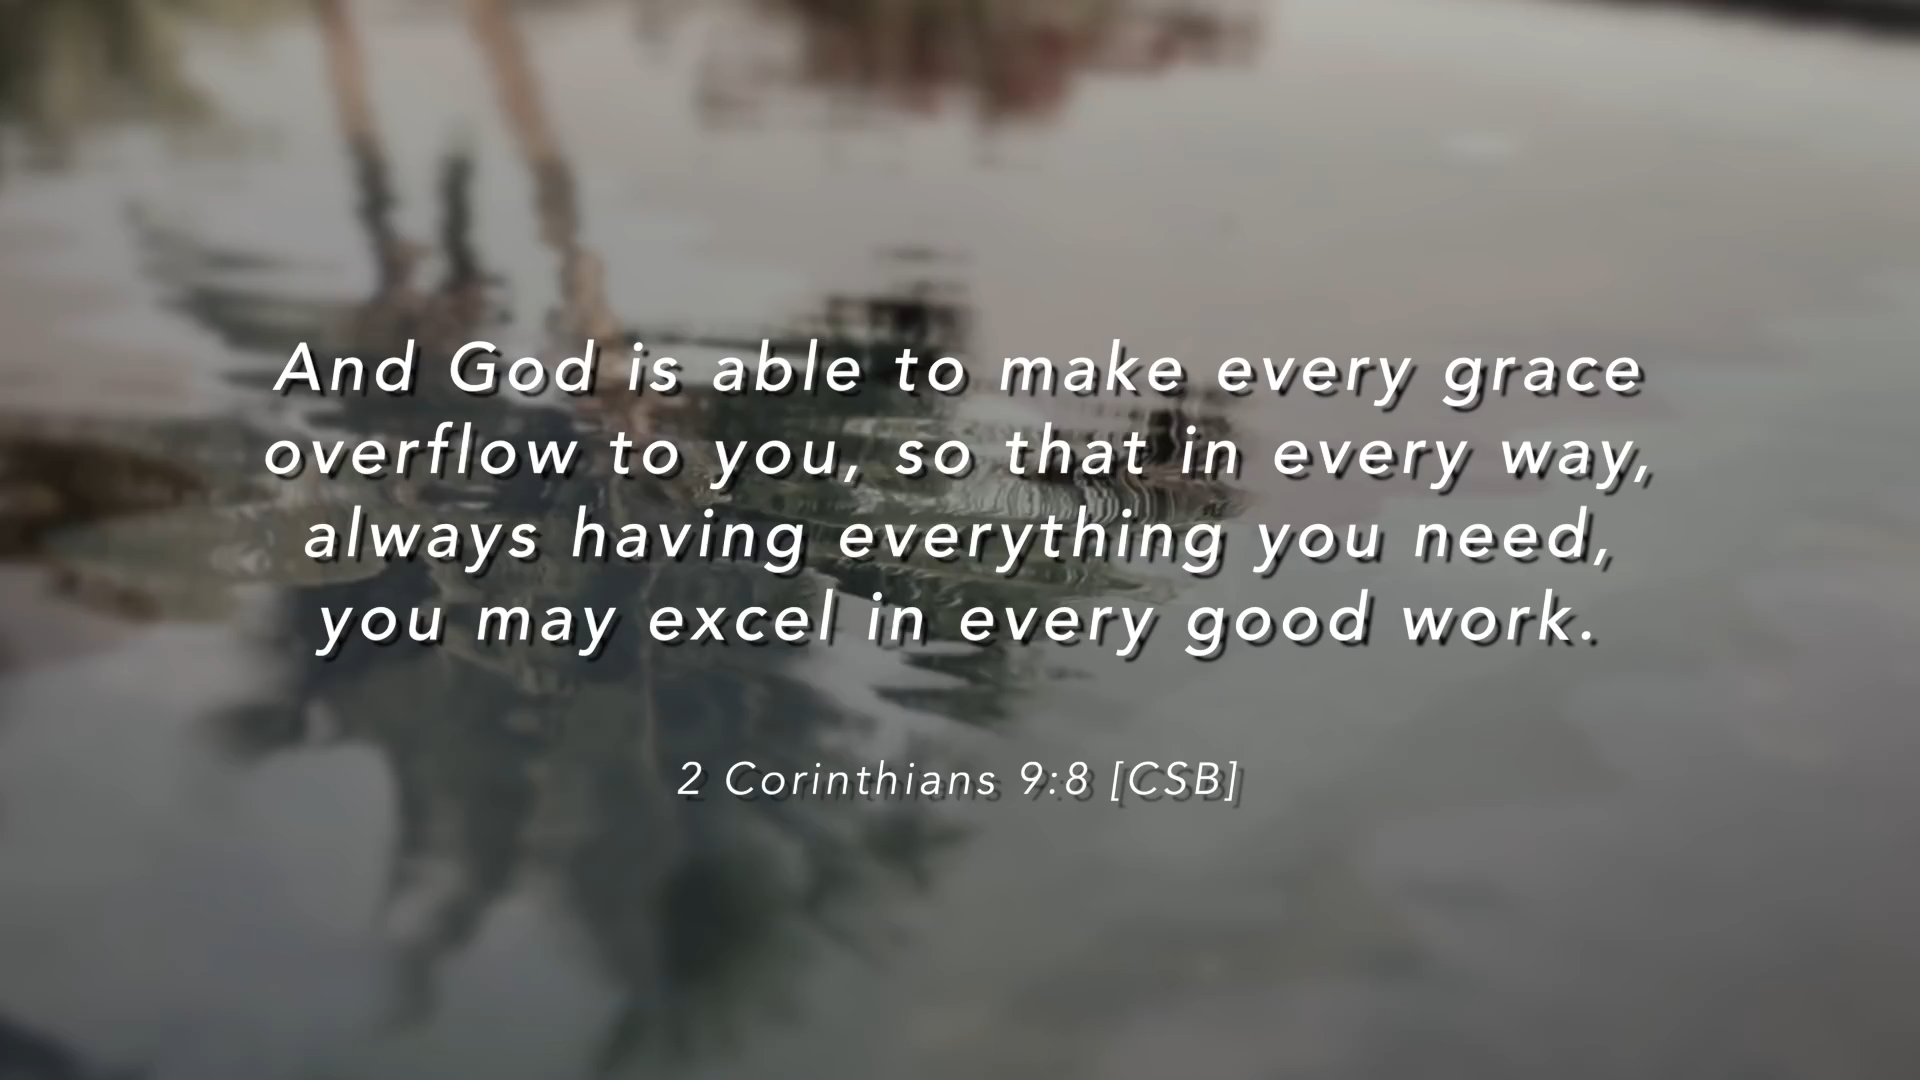 And God is able to make every grace
overflow to you, so that in every way,
always having everything you need,
you may excel in every good work.
2 Corinthians 9:8 [CSB]